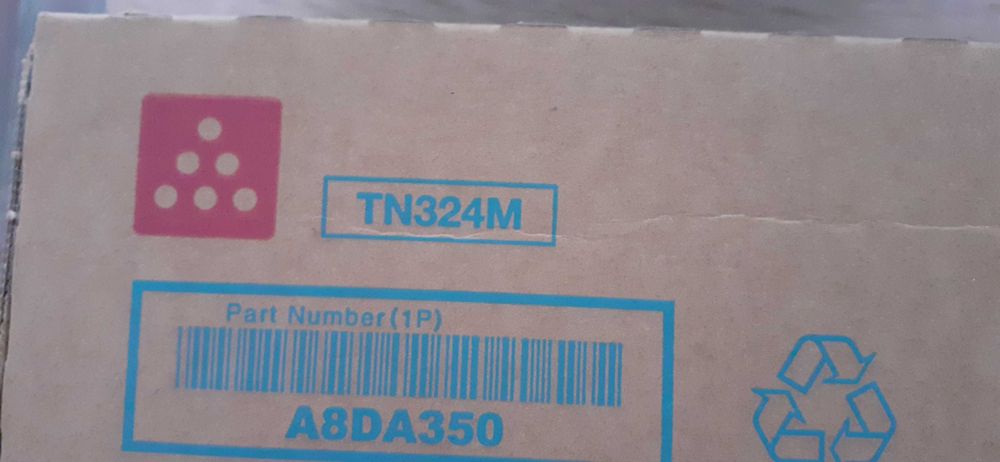 TN324M
Part Number(1P)
A8DA350